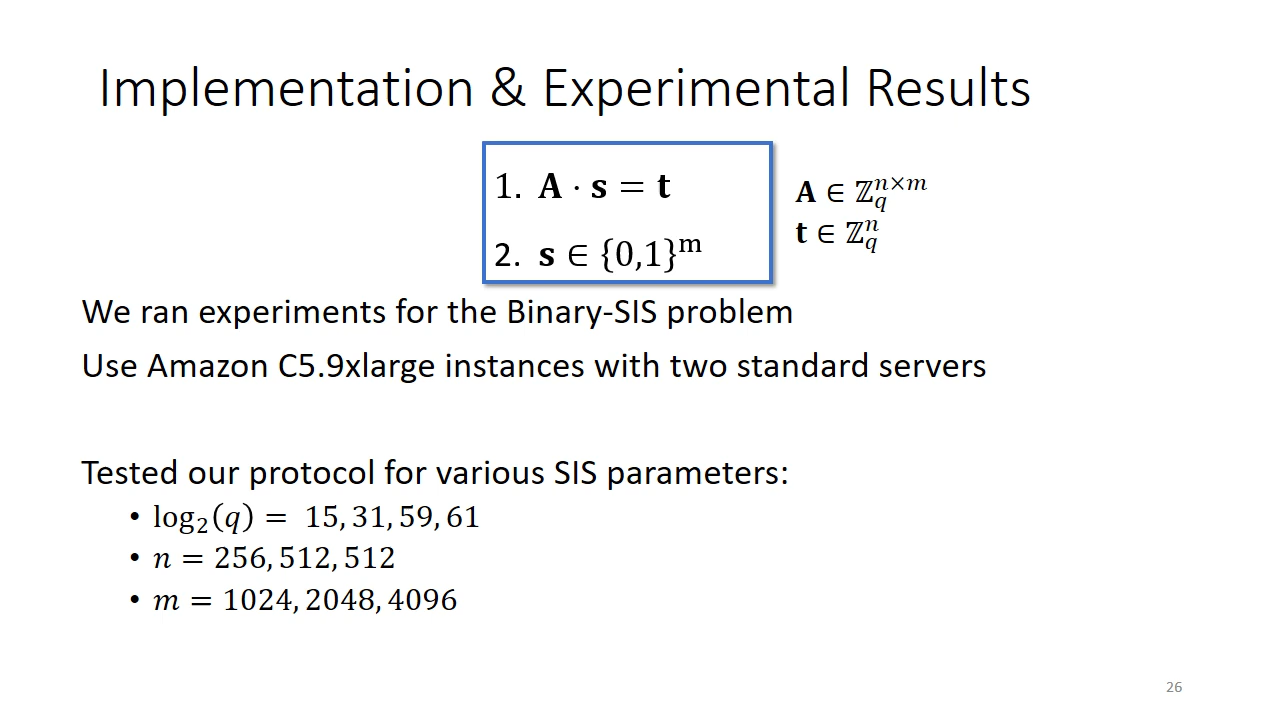 Implementation & Experimental Results
1. A · s = t
2. s ∈ {0,1}^m
A ∈ ℤ_q^{n×m}
t ∈ ℤ_q^n
We ran experiments for the Binary-SIS problem
Use Amazon C5.9xlarge instances with two standard servers
Tested our protocol for various SIS parameters:
• log₂(q) = 15, 31, 59, 61
• n = 256, 512, 512
• m = 1024, 2048, 4096
26